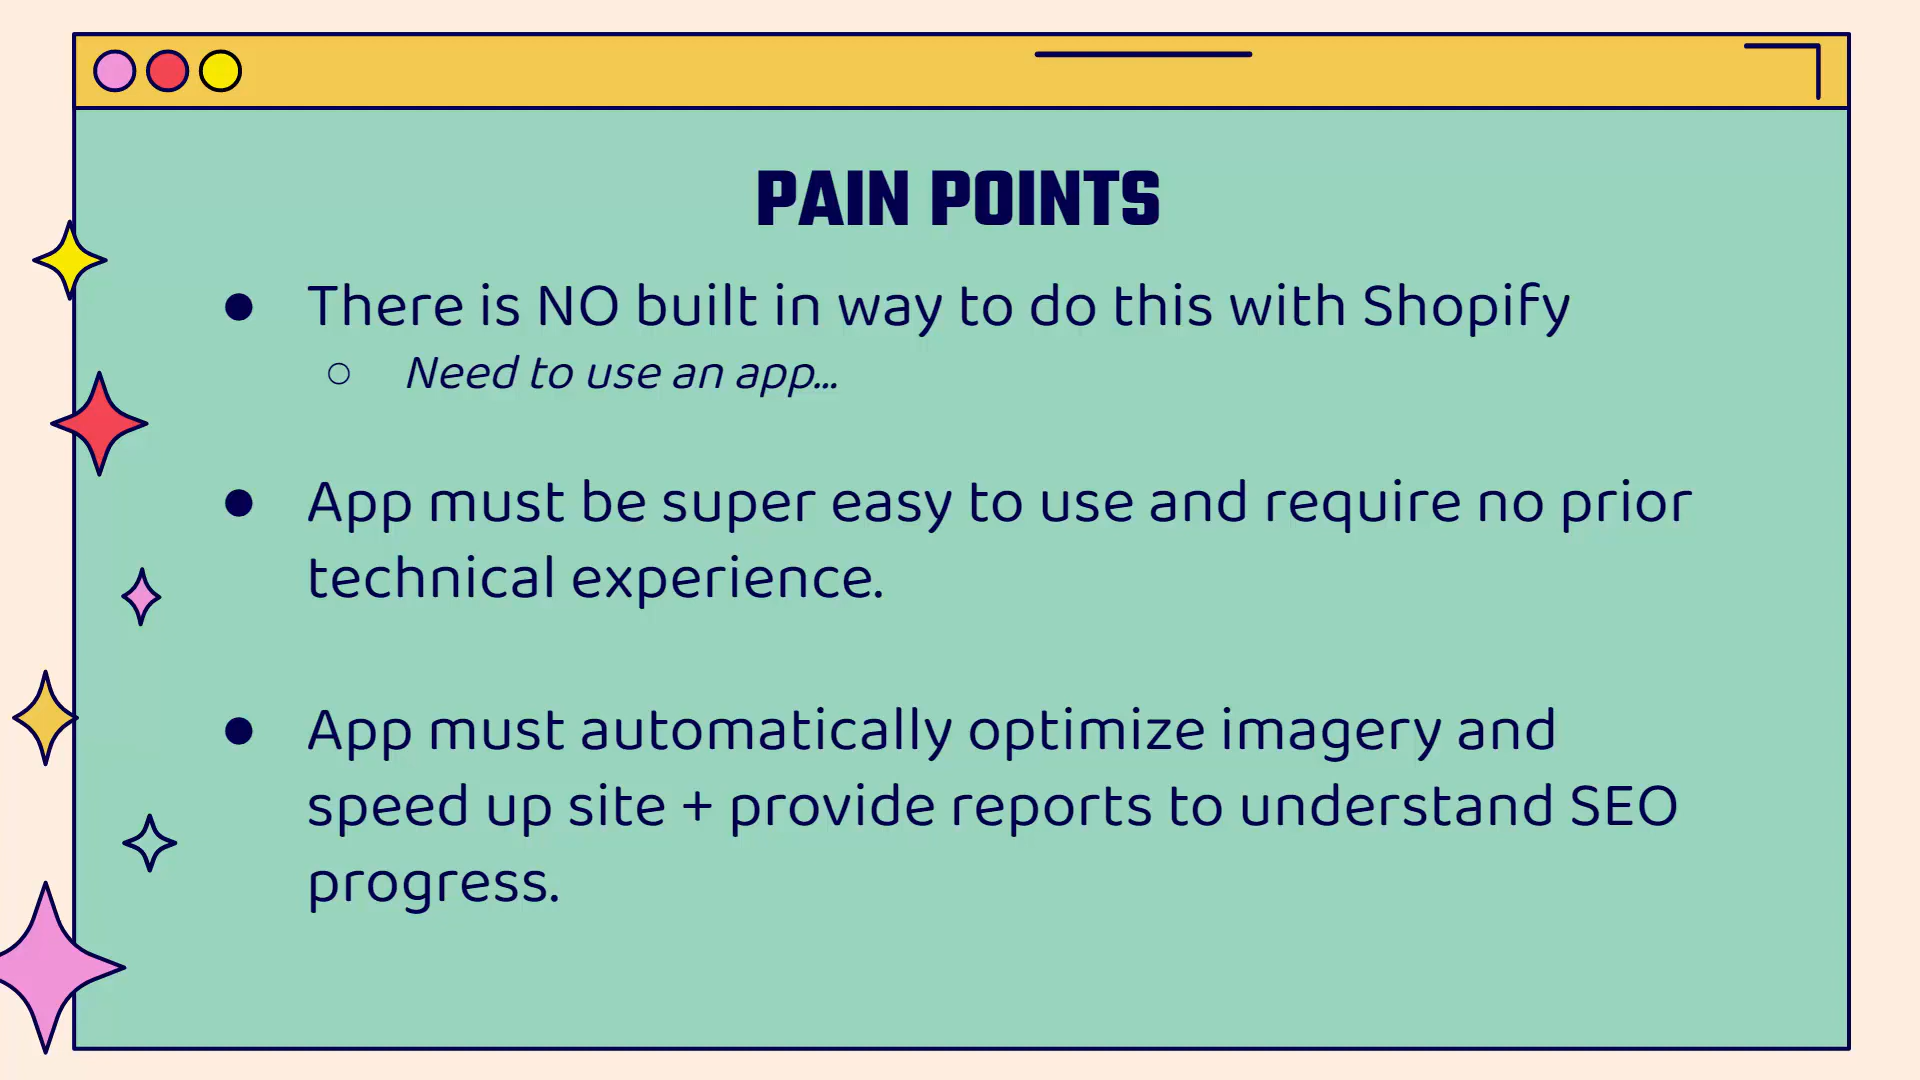 PAIN POINTS
● There is NO built in way to do this with Shopify
○ Need to use an app...
● App must be super easy to use and require no prior
technical experience.
● App must automatically optimize imagery and
speed up site + provide reports to understand SEO
progress.